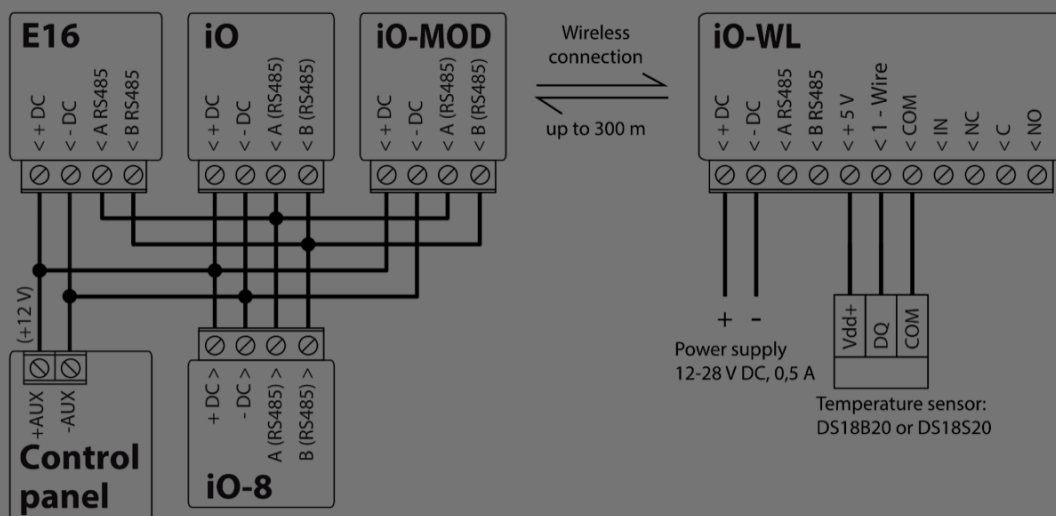 E16
< + DC
< - DC
< A RS485
< B RS485
iO
< + DC
< - DC
< A (RS485)
< B (RS485)
iO-MOD
< + DC
< - DC
< A (RS485)
< B (RS485)
Wireless
connection
up to 300 m
iO-WL
< + DC
< - DC
< A RS485
< B RS485
< + 5 V
< 1 - Wire
< COM
< IN
< NC
< C
< NO
(+12 V)
+AUX
-AUX
Control
panel
+ DC >
- DC >
A (RS485) >
B (RS485) >
iO-8
+ -
Power supply
12-28 V DC, 0,5 A
Vdd+
DQ
COM
Temperature sensor:
DS18B20 or DS18S20